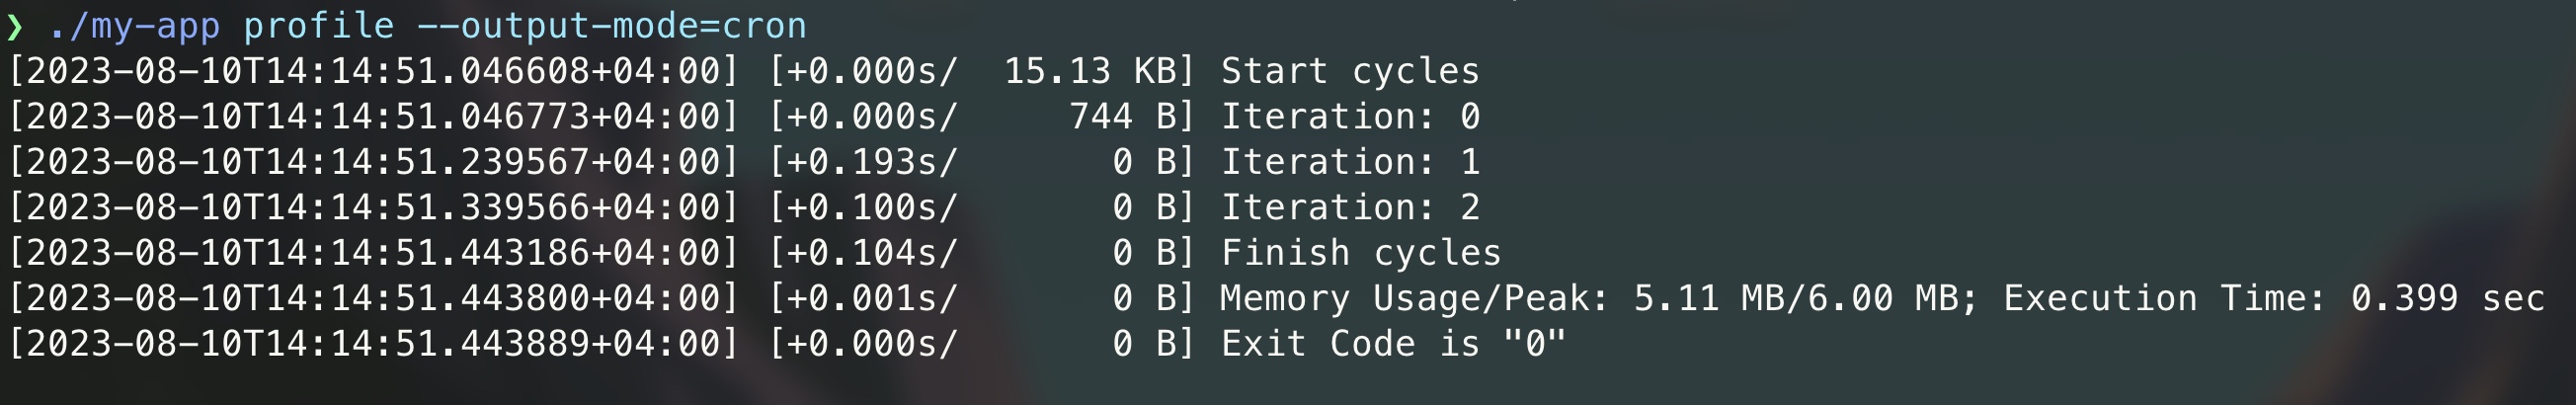 ❯ ./my-app profile --output-mode=cron
[2023-08-10T14:14:51.046608+04:00] [+0.000s/  15.13 KB] Start cycles
[2023-08-10T14:14:51.046773+04:00] [+0.000s/     744 B] Iteration: 0
[2023-08-10T14:14:51.239567+04:00] [+0.193s/       0 B] Iteration: 1
[2023-08-10T14:14:51.339566+04:00] [+0.100s/       0 B] Iteration: 2
[2023-08-10T14:14:51.443186+04:00] [+0.104s/       0 B] Finish cycles
[2023-08-10T14:14:51.443800+04:00] [+0.001s/       0 B] Memory Usage/Peak: 5.11 MB/6.00 MB; Execution Time: 0.399 sec
[2023-08-10T14:14:51.443889+04:00] [+0.000s/       0 B] Exit Code is "0"